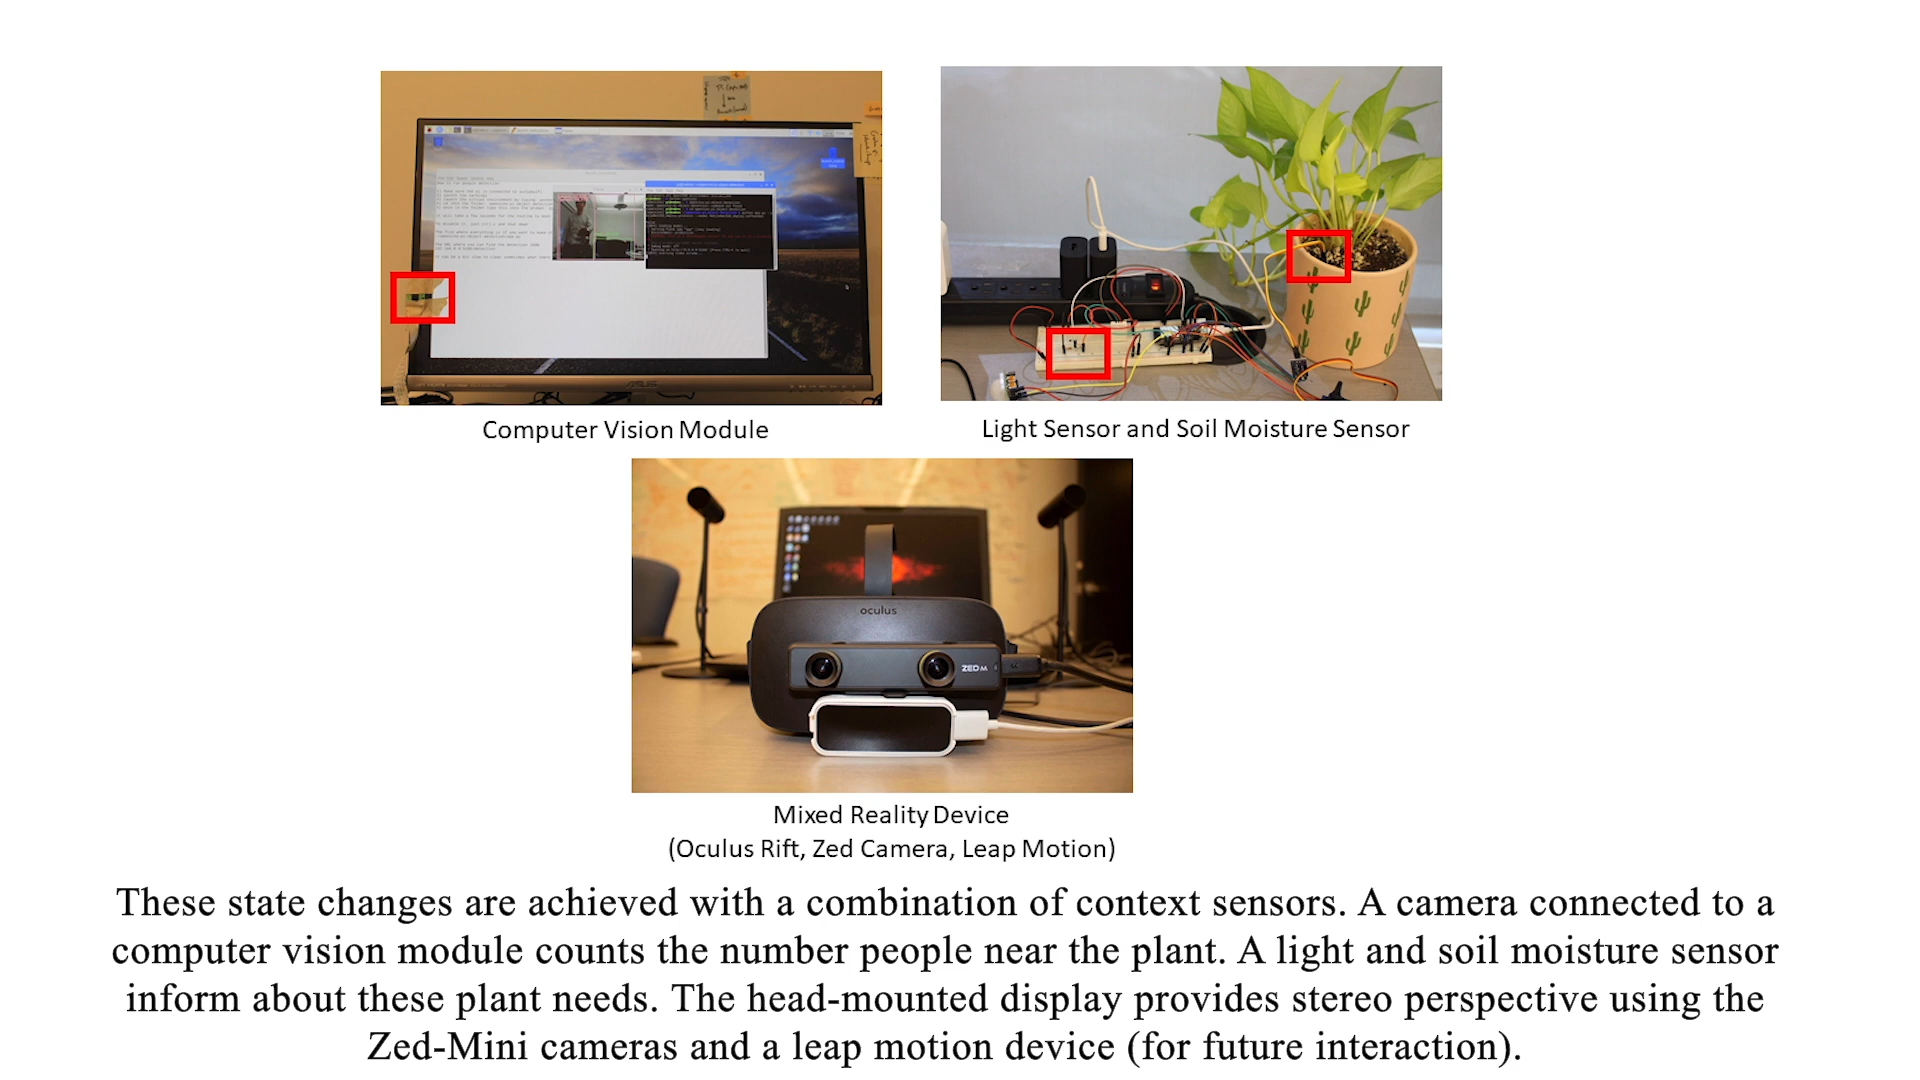 Computer Vision Module
Light Sensor and Soil Moisture Sensor
oculus
ZED M
Mixed Reality Device
(Oculus Rift, Zed Camera, Leap Motion)
These state changes are achieved with a combination of context sensors. A camera connected to a
computer vision module counts the number people near the plant. A light and soil moisture sensor
inform about these plant needs. The head-mounted display provides stereo perspective using the
Zed-Mini cameras and a leap motion device (for future interaction).